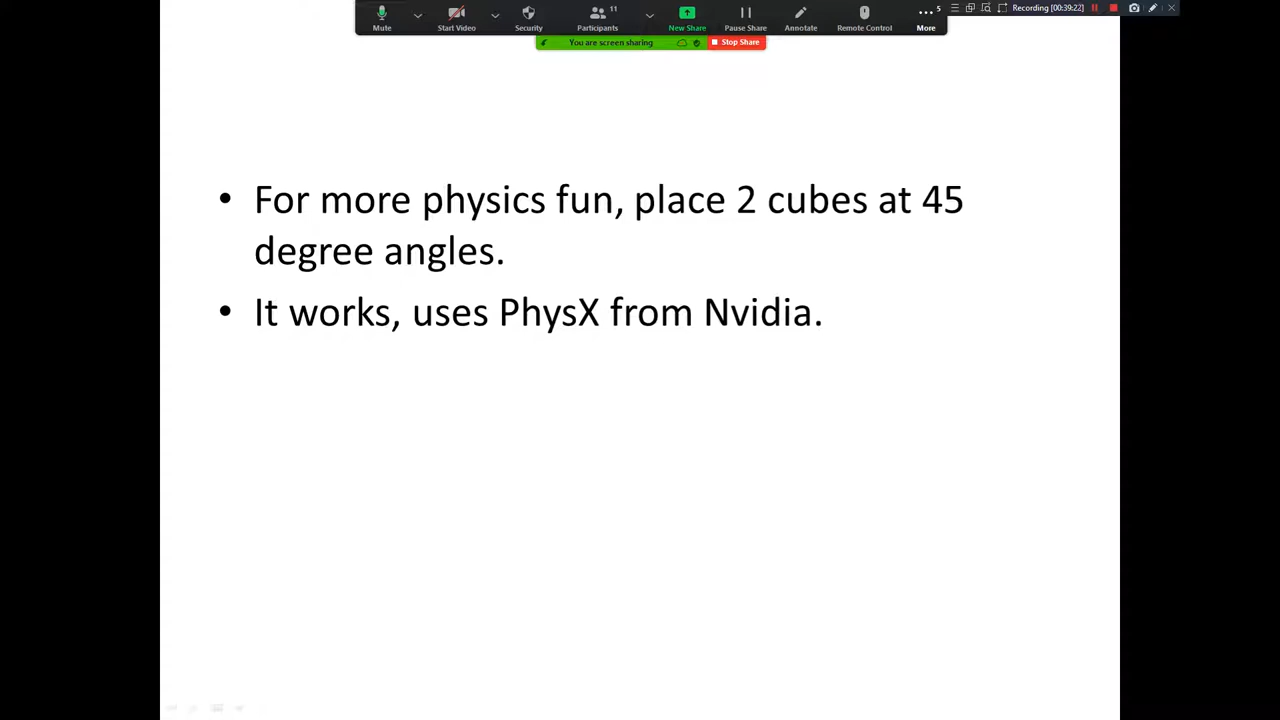 11
5
Recording [00:39:22]
Mute
Start Video
Security
Participants
New Share
Pause Share
Annotate
Remote Control
More
You are screen sharing
Stop Share
• For more physics fun, place 2 cubes at 45
degree angles.
• It works, uses PhysX from Nvidia.